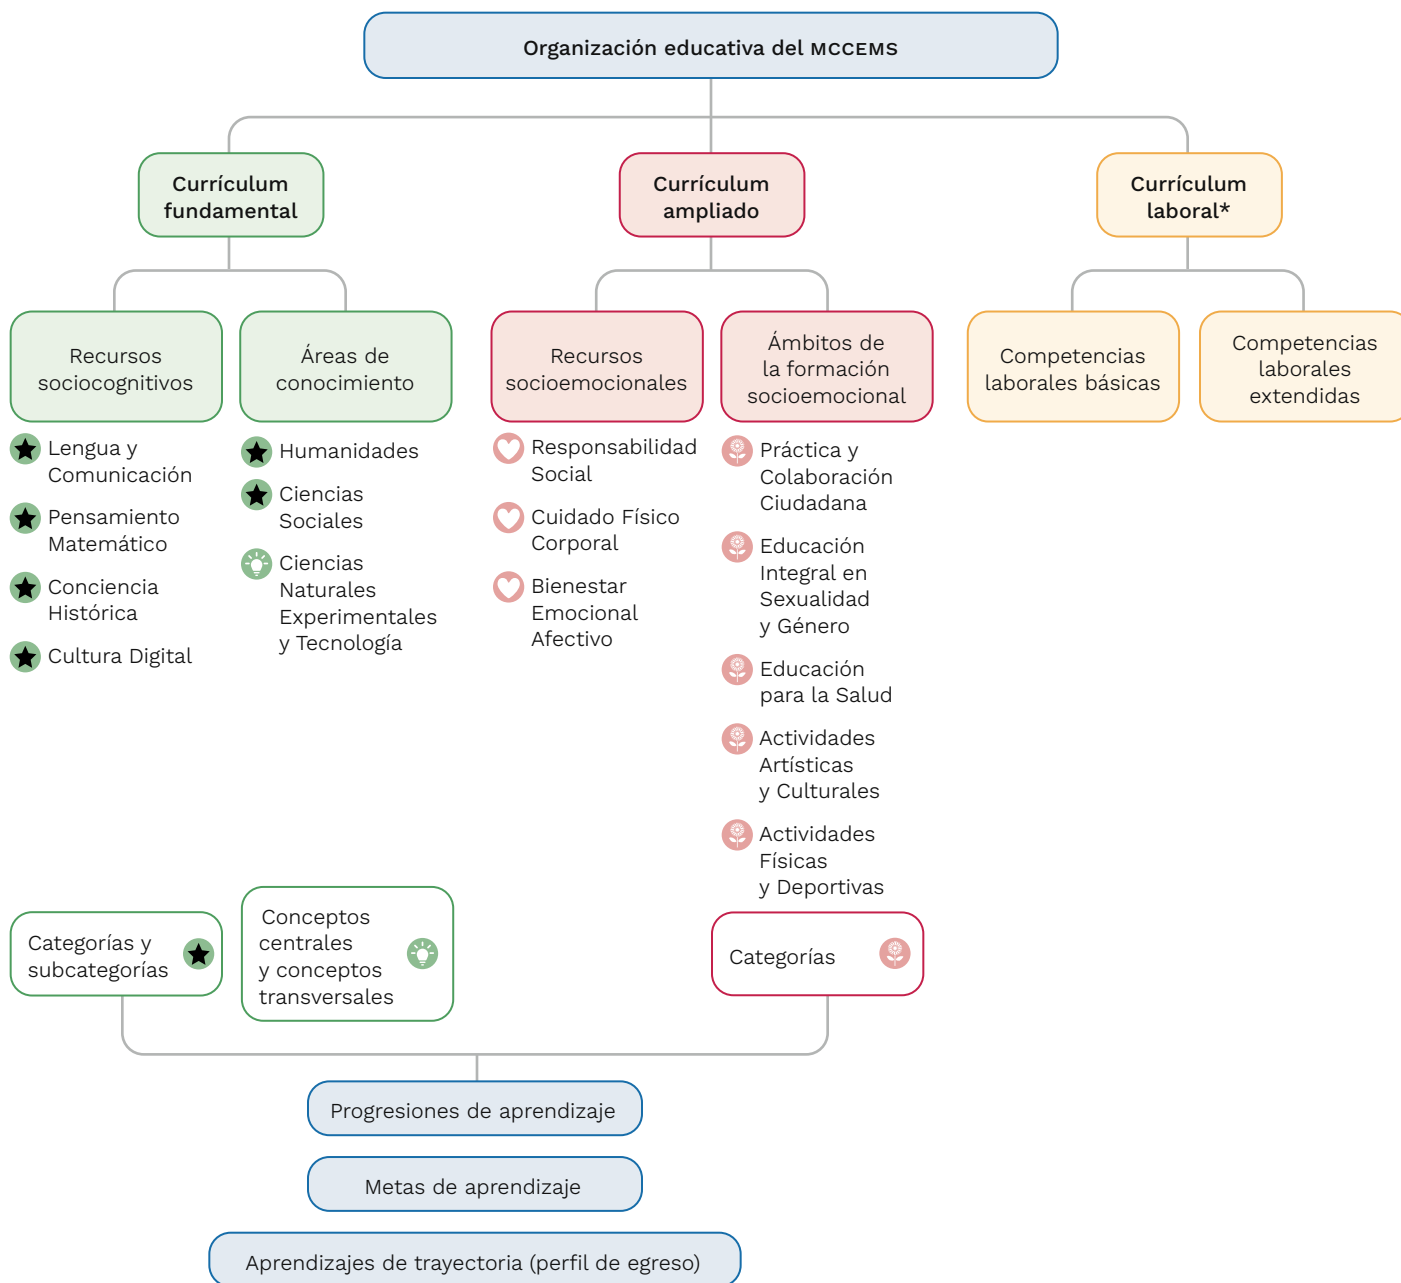 Organización educativa del MCCEMS
Currículum
fundamental
Currículum
ampliado
Currículum
laboral*
Recursos
sociocognitivos
Áreas de
conocimiento
Recursos
socioemocionales
Ámbitos de
la formación
socioemocional
Competencias
laborales básicas
Competencias
laborales
extendidas
Lengua y
Comunicación
Pensamiento
Matemático
Conciencia
Histórica
Cultura Digital
Humanidades
Ciencias
Sociales
Ciencias
Naturales
Experimentales
y Tecnología
Responsabilidad
Social
Cuidado Físico
Corporal
Bienestar
Emocional
Afectivo
Práctica y
Colaboración
Ciudadana
Educación
Integral en
Sexualidad
y Género
Educación
para la Salud
Actividades
Artísticas
y Culturales
Actividades
Físicas
y Deportivas
Categorías y
subcategorías
Conceptos
centrales
y conceptos
transversales
Categorías
Progresiones de aprendizaje
Metas de aprendizaje
Aprendizajes de trayectoria (perfil de egreso)